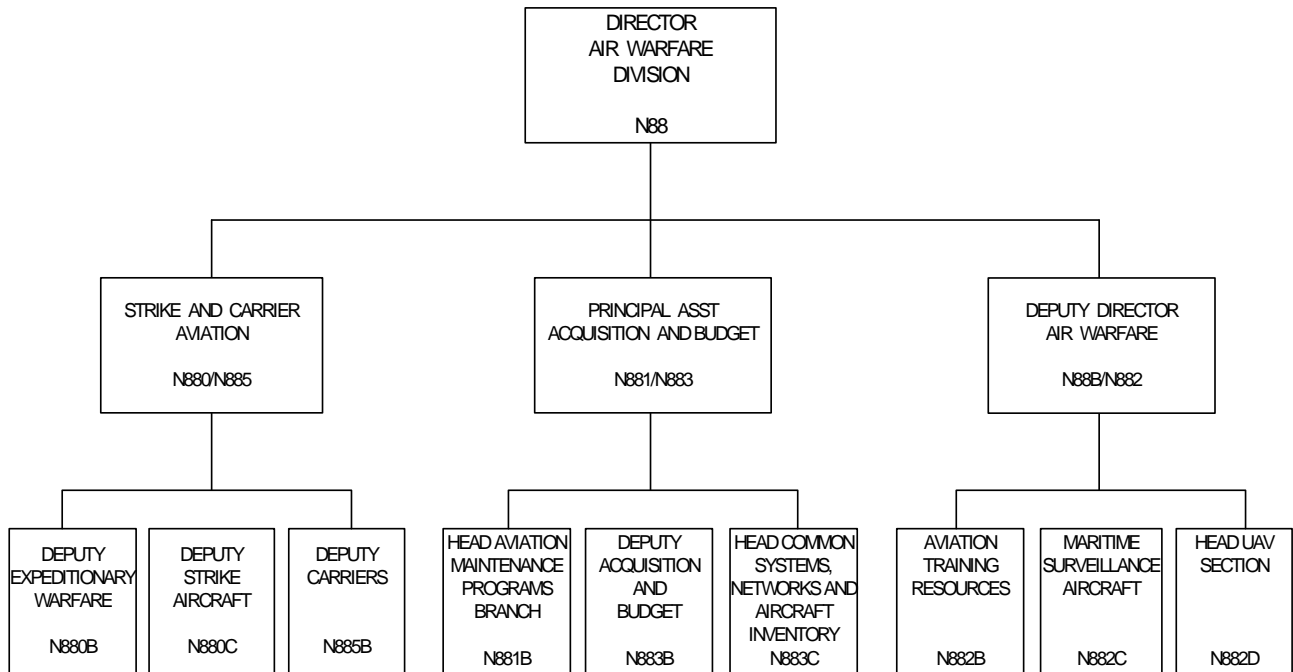 DIRECTOR
AIR WARFARE
DIVISION
N88
STRIKE AND CARRIER
AVIATION
N880/N885
PRINCIPAL ASST
ACQUISITION AND BUDGET
N881/N883
DEPUTY DIRECTOR
AIR WARFARE
N88B/N882
DEPUTY
EXPEDITIONARY
WARFARE
N880B
DEPUTY
STRIKE
AIRCRAFT
N880C
DEPUTY
CARRIERS
N885B
HEAD AVIATION
MAINTENANCE
PROGRAMS
BRANCH
N881B
DEPUTY
ACQUISITION
AND
BUDGET
N883B
HEAD COMMON
SYSTEMS,
NETWORKS AND
AIRCRAFT
INVENTORY
N883C
AVIATION
TRAINING
RESOURCES
N882B
MARITIME
SURVEILLANCE
AIRCRAFT
N882C
HEAD UAV
SECTION
N882D